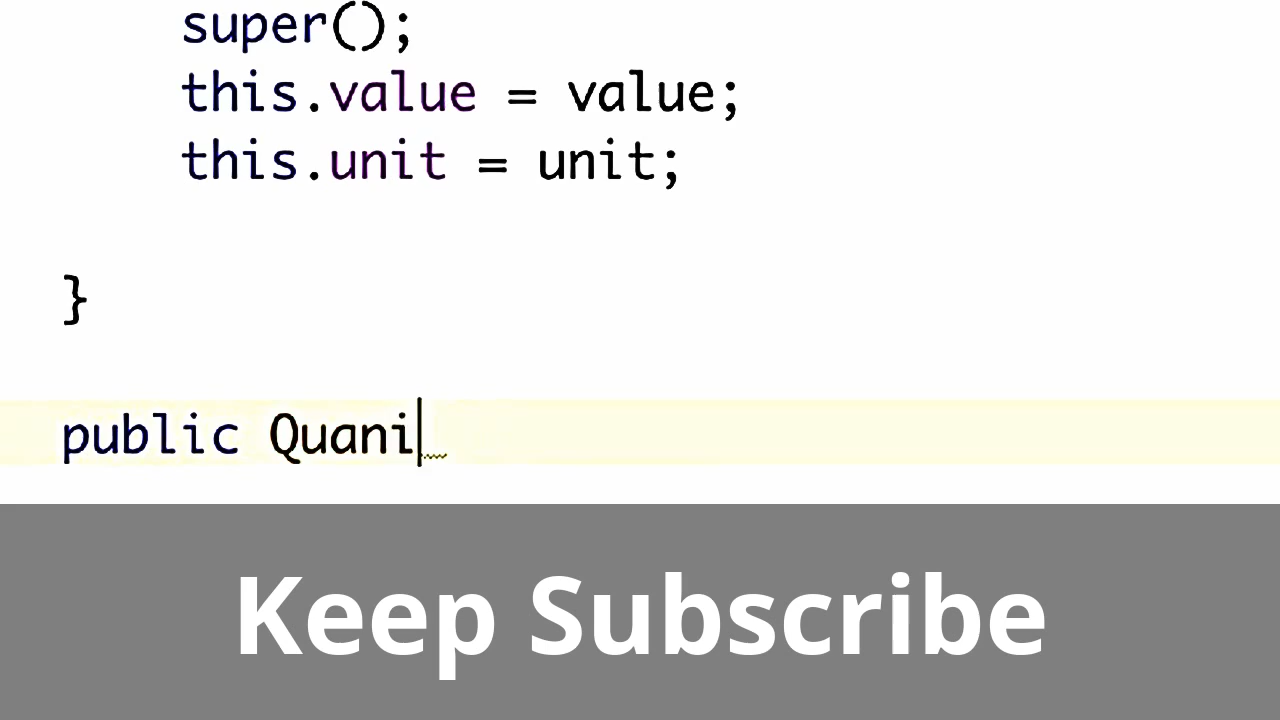 super();
this.value = value;
this.unit = unit;
}
public Quani
Keep Subscribe